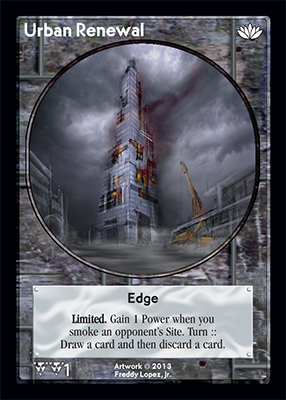 Urban Renewal
Edge
Limited. Gain 1 Power when you
smoke an opponent's Site. Turn ::
Draw a card and then discard a card.
1
Artwork © 2013
Freddy Lopez, Jr.